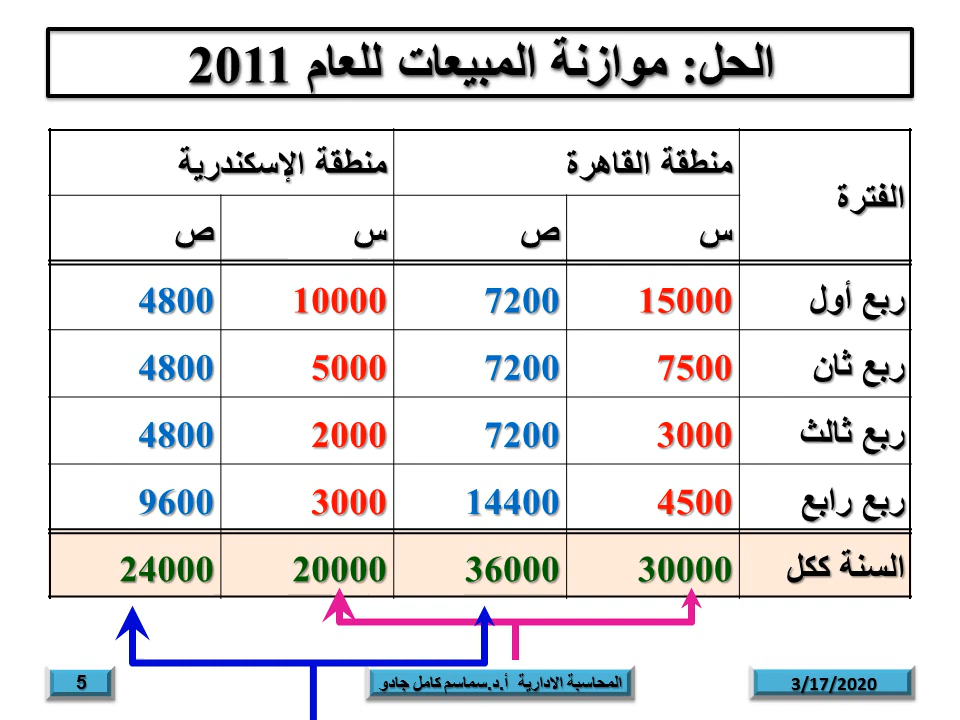 الحل: موازنة المبيعات للعام 2011
الفترة منطقة القاهرة منطقة الإسكندرية
س ص س ص
ربع أول 15000 7200 10000 4800
ربع ثان 7500 7200 5000 4800
ربع ثالث 3000 7200 2000 4800
ربع رابع 4500 14400 3000 9600
السنة ككل 30000 36000 20000 24000
3/17/2020 المحاسبة الادارية أ.د.سماسم كامل جادو 5